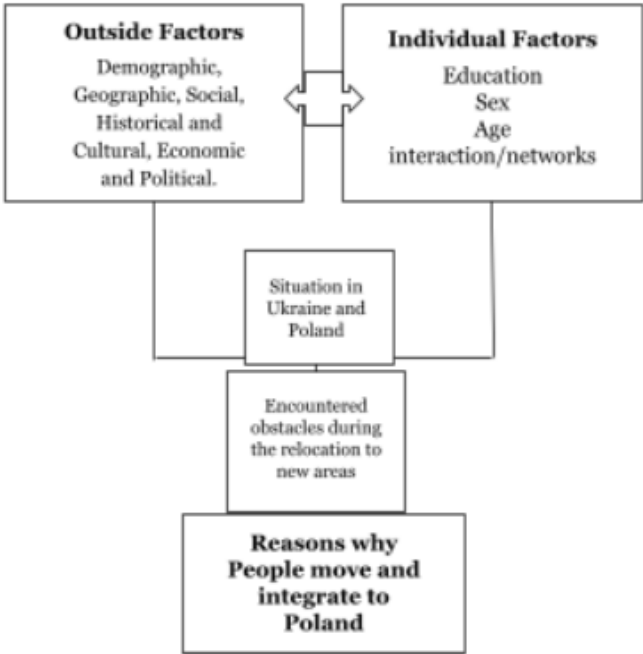 Outside Factors
Demographic,
Geographic, Social,
Historical and
Cultural, Economic
and Political.
Individual Factors
Education
Sex
Age
interaction/networks
Situation in
Ukraine and
Poland
Encountered
obstacles during
the relocation to
new areas
Reasons why
People move and
integrate to
Poland